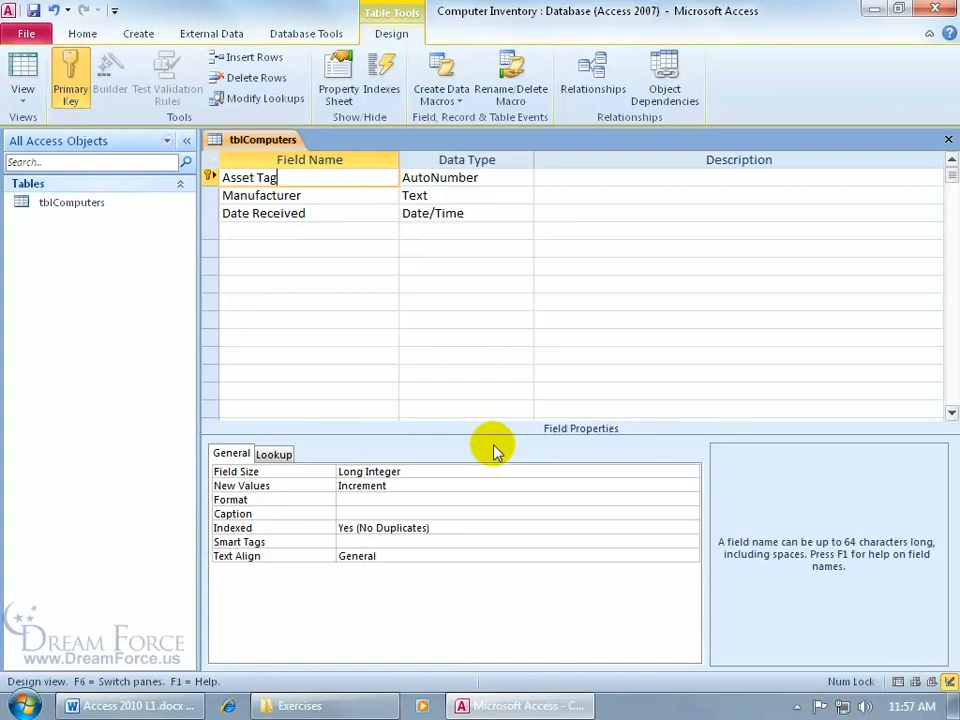 Table Tools
Computer Inventory : Database (Access 2007) - Microsoft Access
File Home Create External Data Database Tools Design
View
Primary Key
Builder
Test Validation Rules
Insert Rows
Delete Rows
Modify Lookups
Property Sheet
Indexes
Create Data Macros
Rename/Delete Macro
Relationships
Object Dependencies
Views Tools Show/Hide Field, Record & Table Events Relationships
All Access Objects
Search...
Tables
tblComputers
tblComputers
Field Name Data Type Description
Asset Tag AutoNumber
Manufacturer Text
Date Received Date/Time
Field Properties
General Lookup
Field Size Long Integer
New Values Increment
Format
Caption
Indexed Yes (No Duplicates)
Smart Tags
Text Align General
A field name can be up to 64 characters long,
including spaces. Press F1 for help on field
names.
DREAM FORCE
www.DreamForce.us
Design view. F6 = Switch panes. F1 = Help.
Num Lock
Access 2010 L1.docx ...
Exercises
Microsoft Access - C...
11:57 AM